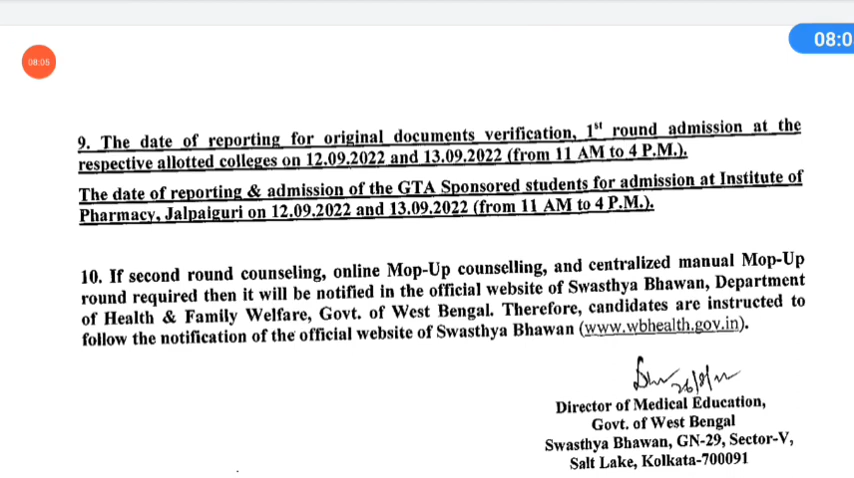 08:0
08:05
9. The date of reporting for original documents verification, 1st round admission at the
respective allotted colleges on 12.09.2022 and 13.09.2022 (from 11 AM to 4 P.M.).
The date of reporting & admission of the GTA Sponsored students for admission at Institute of
Pharmacy, Jalpaiguri on 12.09.2022 and 13.09.2022 (from 11 AM to 4 P.M.).
10. If second round counseling, online Mop-Up counselling, and centralized manual Mop-Up
round required then it will be notified in the official website of Swasthya Bhawan, Department
of Health & Family Welfare, Govt. of West Bengal. Therefore, candidates are instructed to
follow the notification of the official website of Swasthya Bhawan (www.wbhealth.gov.in).
Director of Medical Education,
Govt. of West Bengal
Swasthya Bhawan, GN-29, Sector-V,
Salt Lake, Kolkata-700091